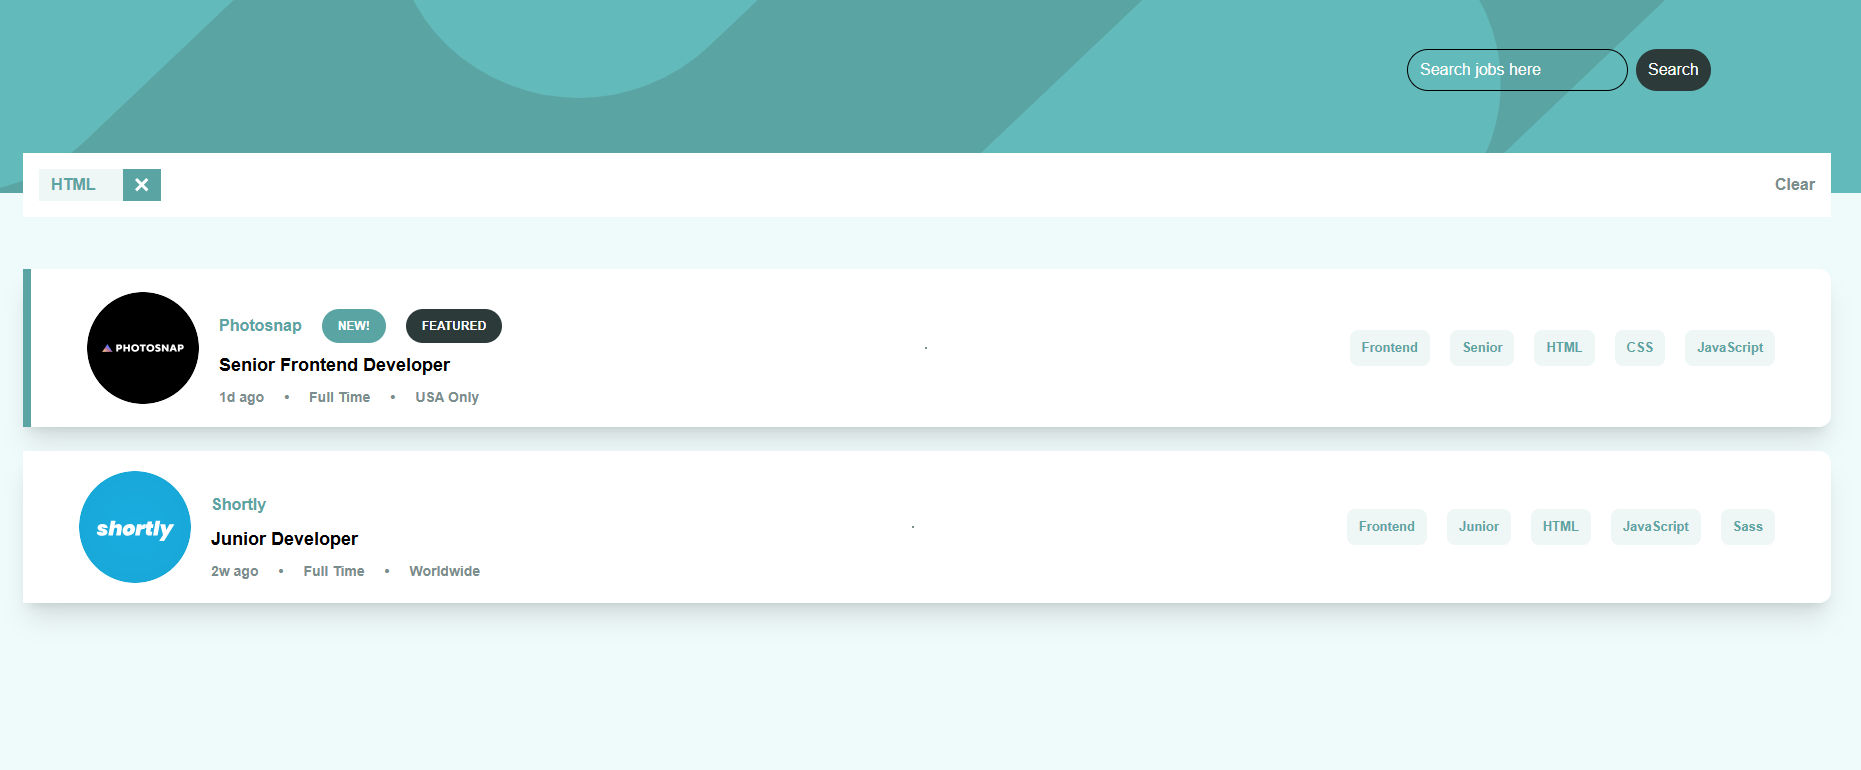 Search jobs here Search
HTML Clear
PHOTOSNAP
Photosnap NEW! FEATURED
Senior Frontend Developer
1d ago • Full Time • USA Only
Frontend Senior HTML CSS JavaScript
shortly
Shortly
Junior Developer
2w ago • Full Time • Worldwide
Frontend Junior HTML JavaScript Sass